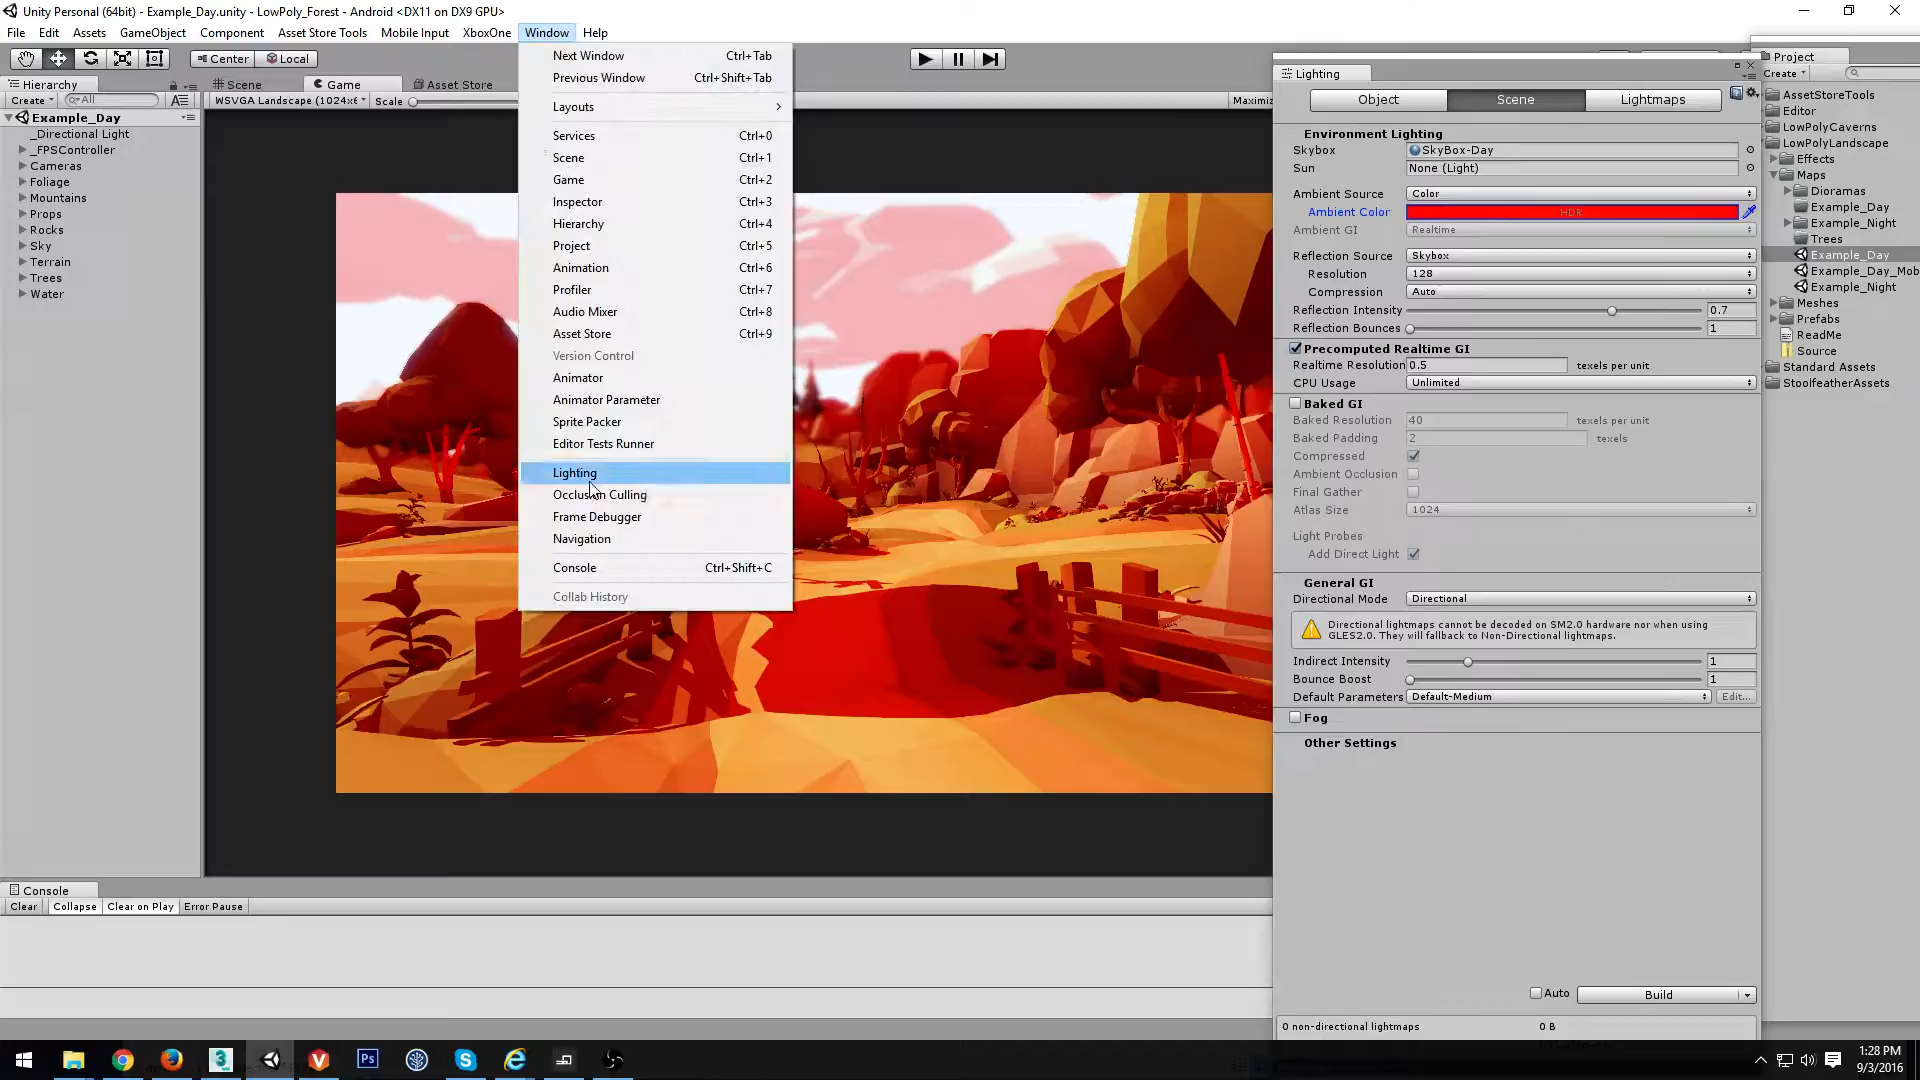 Unity Personal (64bit) - Example_Day.unity - LowPoly_Forest - Android <DX11 on DX9 GPU>
File Edit Assets GameObject Component Asset Store Tools Mobile Input XboxOne Window Help
Center Local
Hierarchy
Create All
Example_Day
_Directional Light
_FPSController
Cameras
Foliage
Mountains
Props
Rocks
Sky
Terrain
Trees
Water
Scene Game Asset Store
WSVGA Landscape (1024x6 Scale
Maximiz
Next Window Ctrl+Tab
Previous Window Ctrl+Shift+Tab
Layouts
Services Ctrl+0
Scene Ctrl+1
Game Ctrl+2
Inspector Ctrl+3
Hierarchy Ctrl+4
Project Ctrl+5
Animation Ctrl+6
Profiler Ctrl+7
Audio Mixer Ctrl+8
Asset Store Ctrl+9
Version Control
Animator
Animator Parameter
Sprite Packer
Editor Tests Runner
Lighting
Occlusion Culling
Frame Debugger
Navigation
Console Ctrl+Shift+C
Collab History
Lighting
Object Scene Lightmaps
Environment Lighting
Skybox SkyBox-Day
Sun None (Light)
Ambient Source Color
Ambient Color HDR
Ambient GI Realtime
Reflection Source Skybox
Resolution 128
Compression Auto
Reflection Intensity 0.7
Reflection Bounces 1
Precomputed Realtime GI
Realtime Resolution 0.5 texels per unit
CPU Usage Unlimited
Baked GI
Baked Resolution 40 texels per unit
Baked Padding 2 texels
Compressed
Ambient Occlusion
Final Gather
Atlas Size 1024
Light Probes
Add Direct Light
General GI
Directional Mode Directional
Directional lightmaps cannot be decoded on SM2.0 hardware nor when using
GLES2.0. They will fallback to Non-Directional lightmaps.
Indirect Intensity 1
Bounce Boost 1
Default Parameters Default-Medium Edit...
Fog
Other Settings
Auto Build
0 non-directional lightmaps 0 B
Project
Create
AssetStoreTools
Editor
LowPolyCaverns
LowPolyLandscape
Effects
Maps
Dioramas
Example_Day
Example_Night
Trees
Example_Day
Example_Day_Mob
Example_Night
Meshes
Prefabs
ReadMe
Source
Standard Assets
StoolfeatherAssets
Console
Clear Collapse Clear on Play Error Pause
Ps
1:28 PM
9/3/2016